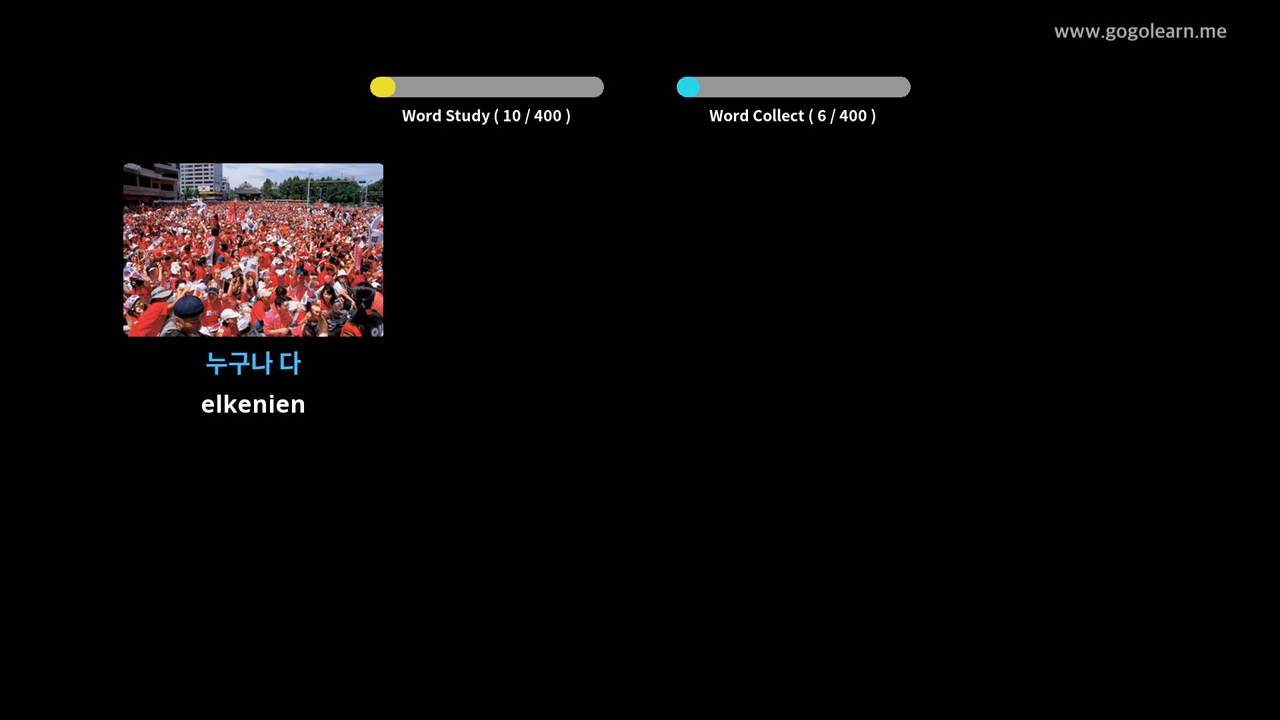 www.gogolearn.me
Word Study ( 10 / 400 )
Word Collect ( 6 / 400 )
누구나 다
elkenien